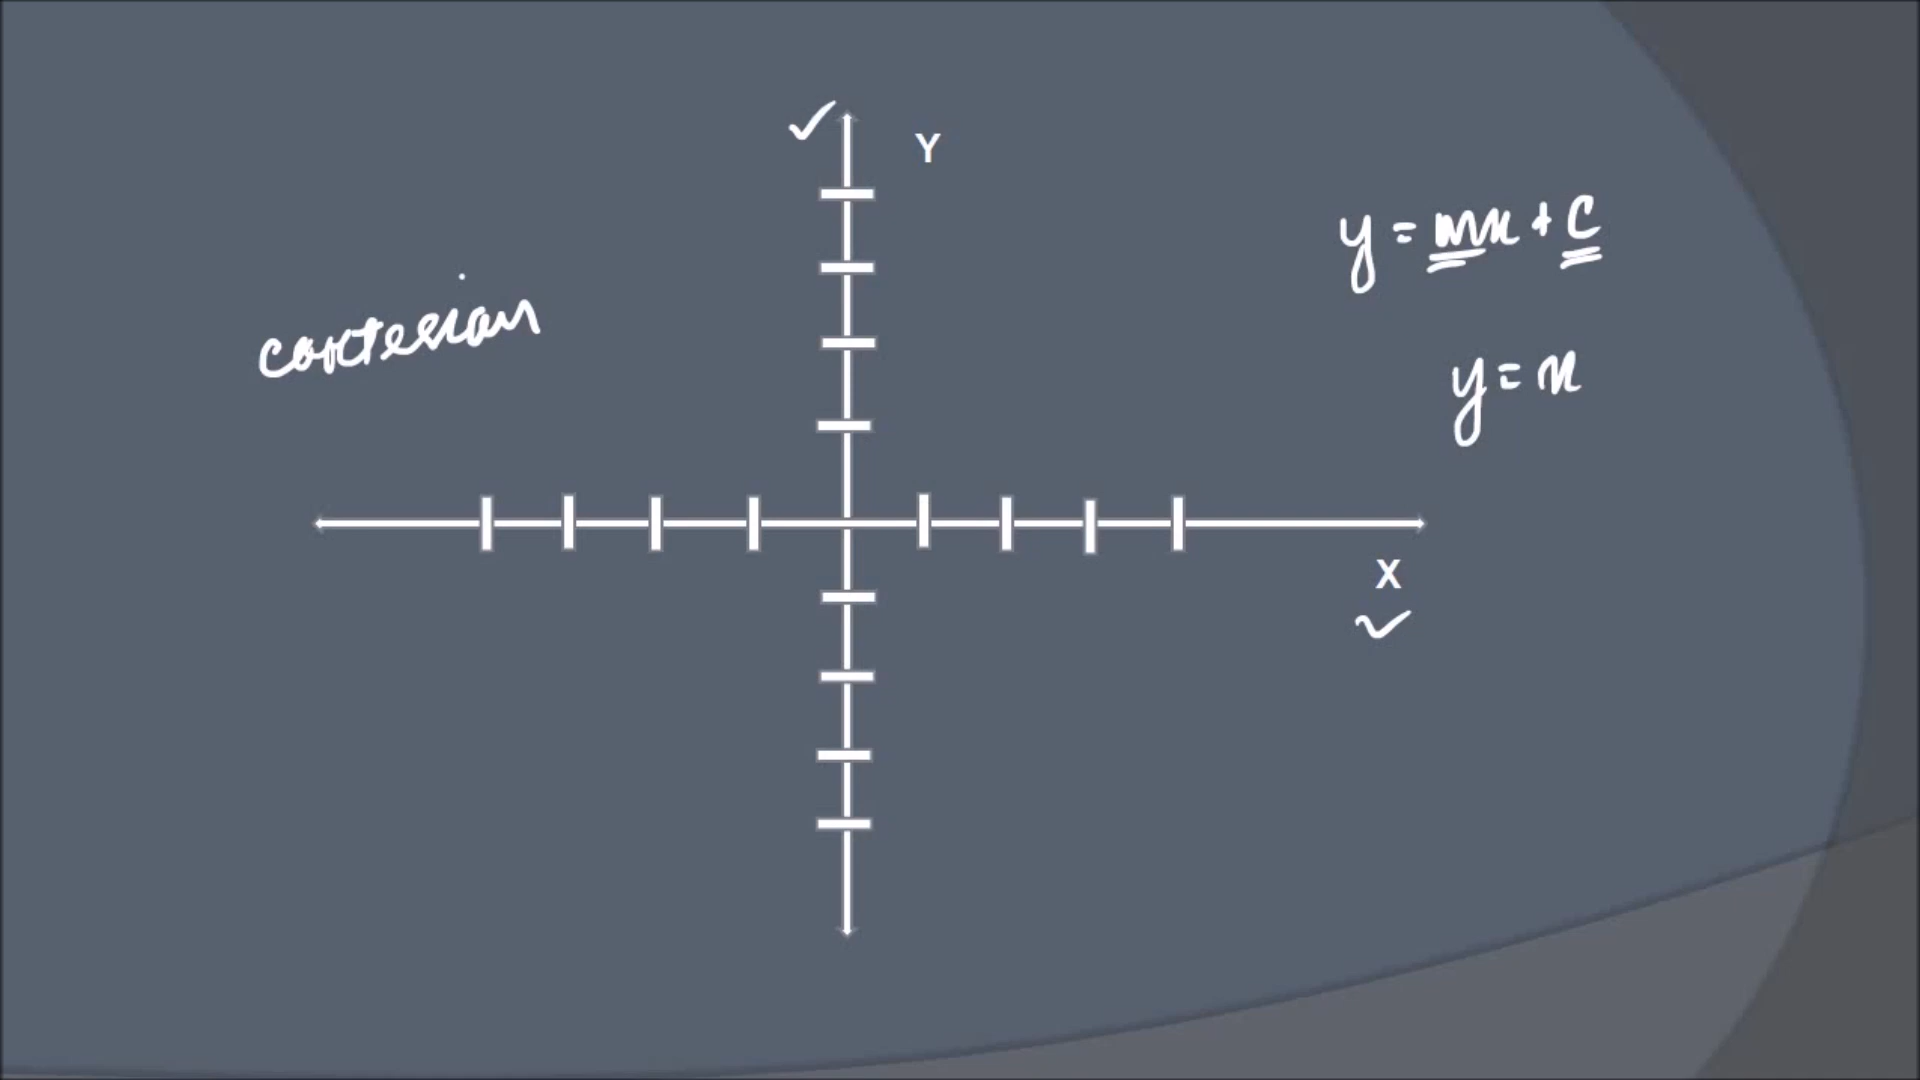 Y
y = mx + c
cartesian
y = x
X